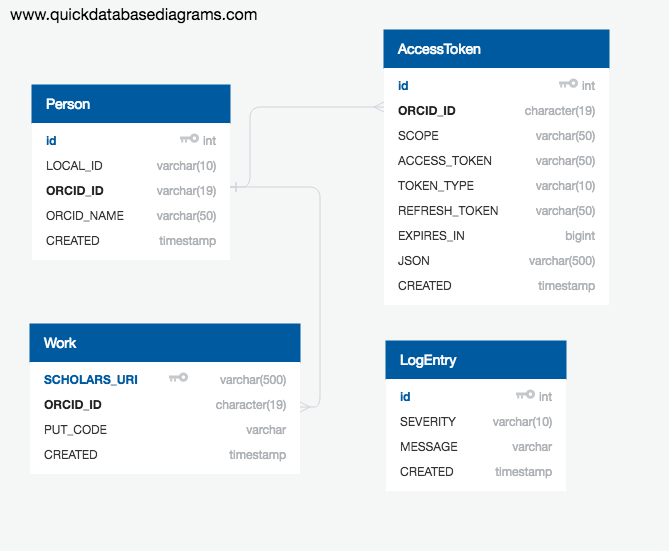 www.quickdatabasediagrams.com
Person
id int
LOCAL_ID varchar(10)
ORCID_ID varchar(19)
ORCID_NAME varchar(50)
CREATED timestamp
AccessToken
id int
ORCID_ID character(19)
SCOPE varchar(50)
ACCESS_TOKEN varchar(50)
TOKEN_TYPE varchar(10)
REFRESH_TOKEN varchar(50)
EXPIRES_IN bigint
JSON varchar(500)
CREATED timestamp
Work
SCHOLARS_URI varchar(500)
ORCID_ID character(19)
PUT_CODE varchar
CREATED timestamp
LogEntry
id int
SEVERITY varchar(10)
MESSAGE varchar
CREATED timestamp